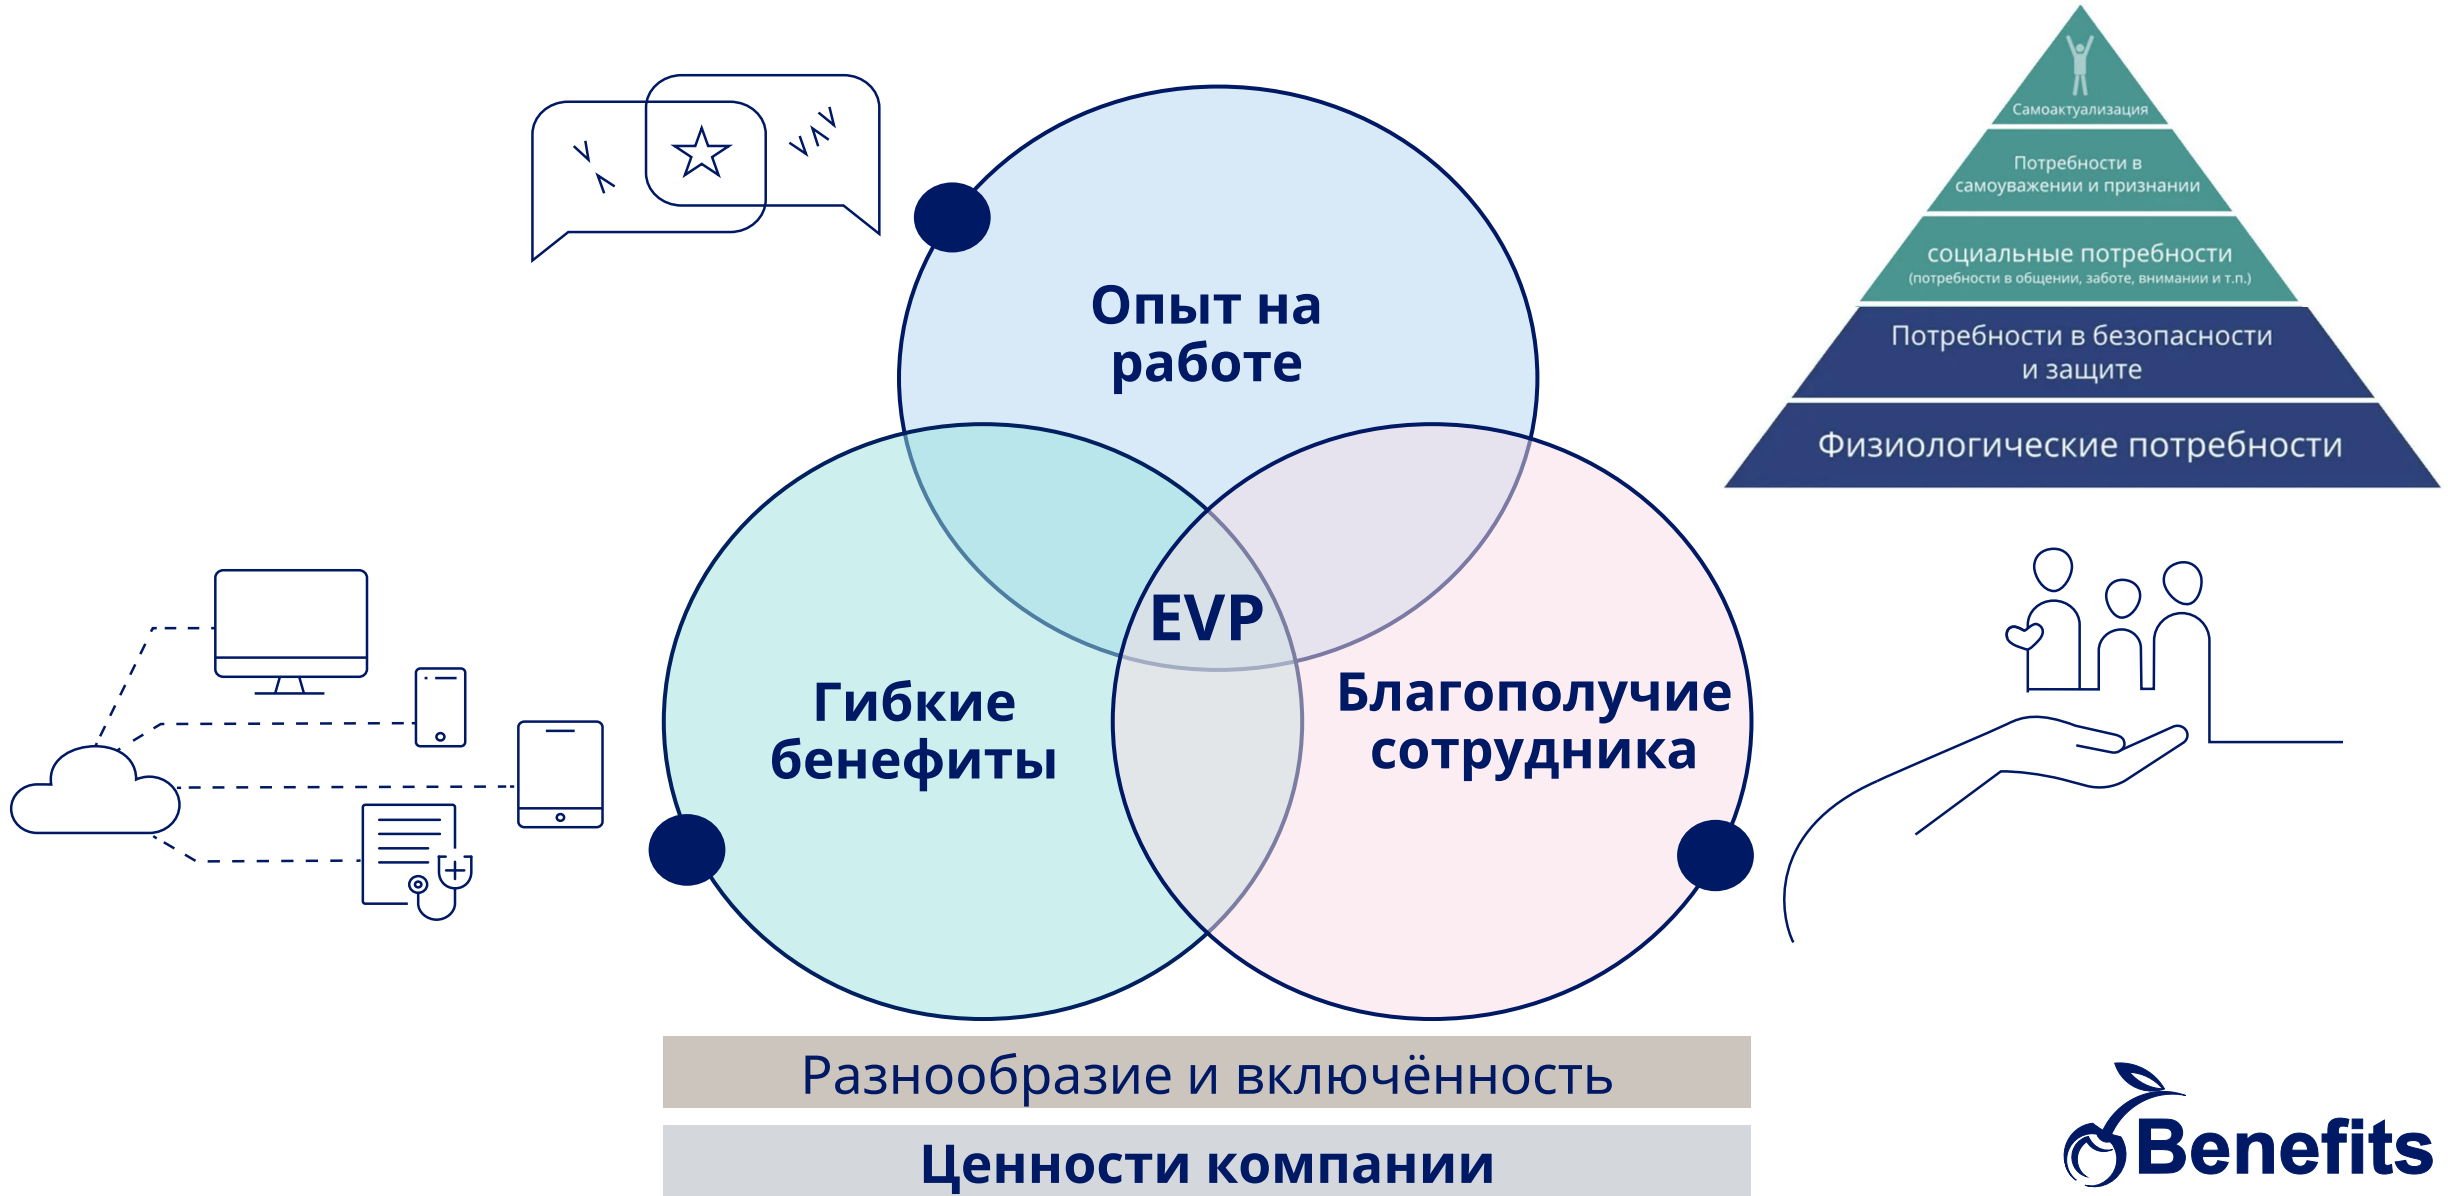 Самоактуализация
Потребности в
самоуважении и признании
социальные потребности
(потребности в общении, заботе, внимании и т.п.)
Потребности в безопасности
и защите
Физиологические потребности
Опыт на
работе
EVP
Гибкие
бенефиты
Благополучие
сотрудника
Разнообразие и включённость
Ценности компании
Benefits